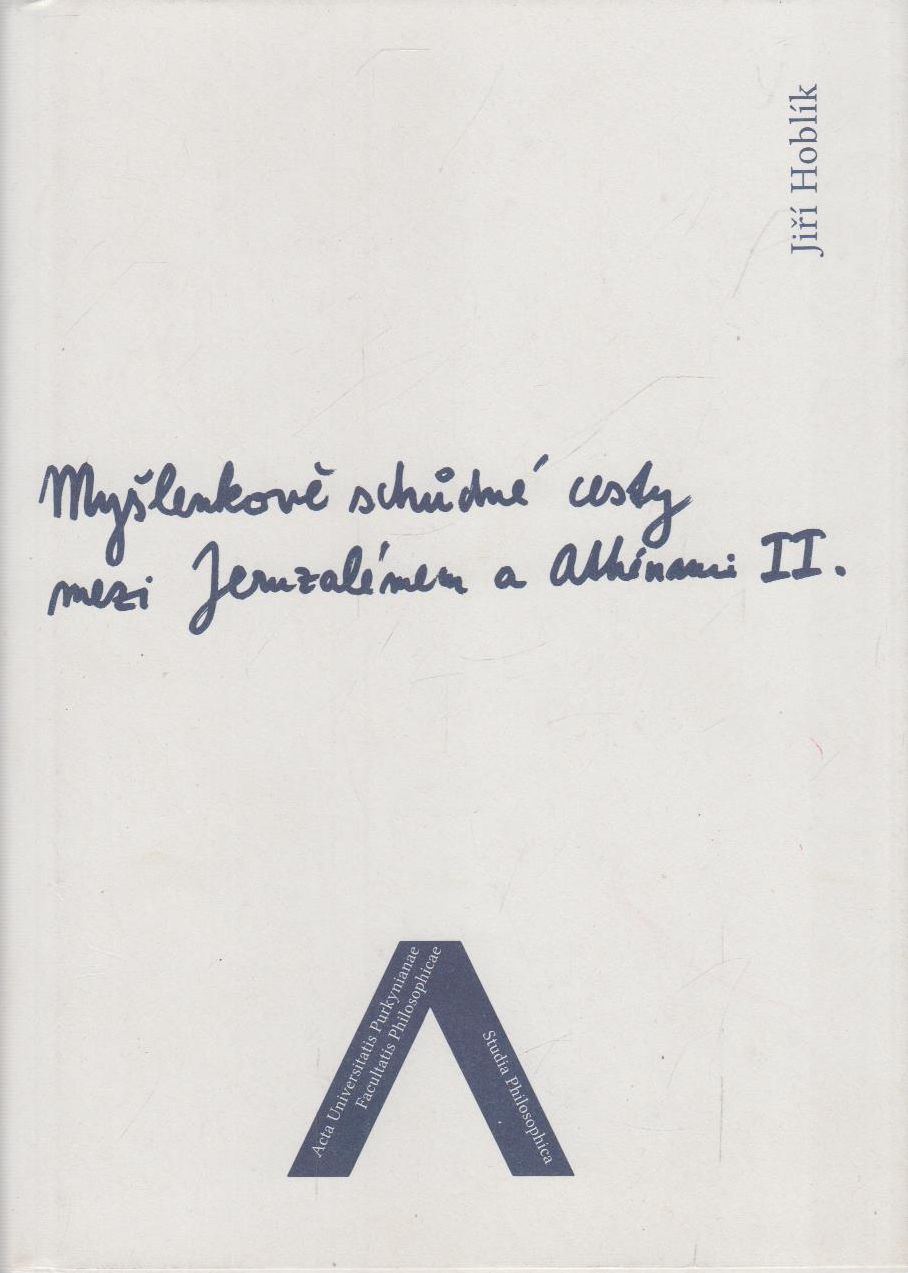 Jiří Hoblík
Myšlenkově schůdné cesty
mezi Jeruzalémem a Athénami II.
Acta Universitatis Purkynianae
Facultatis Philosophicae
Studia Philosophica